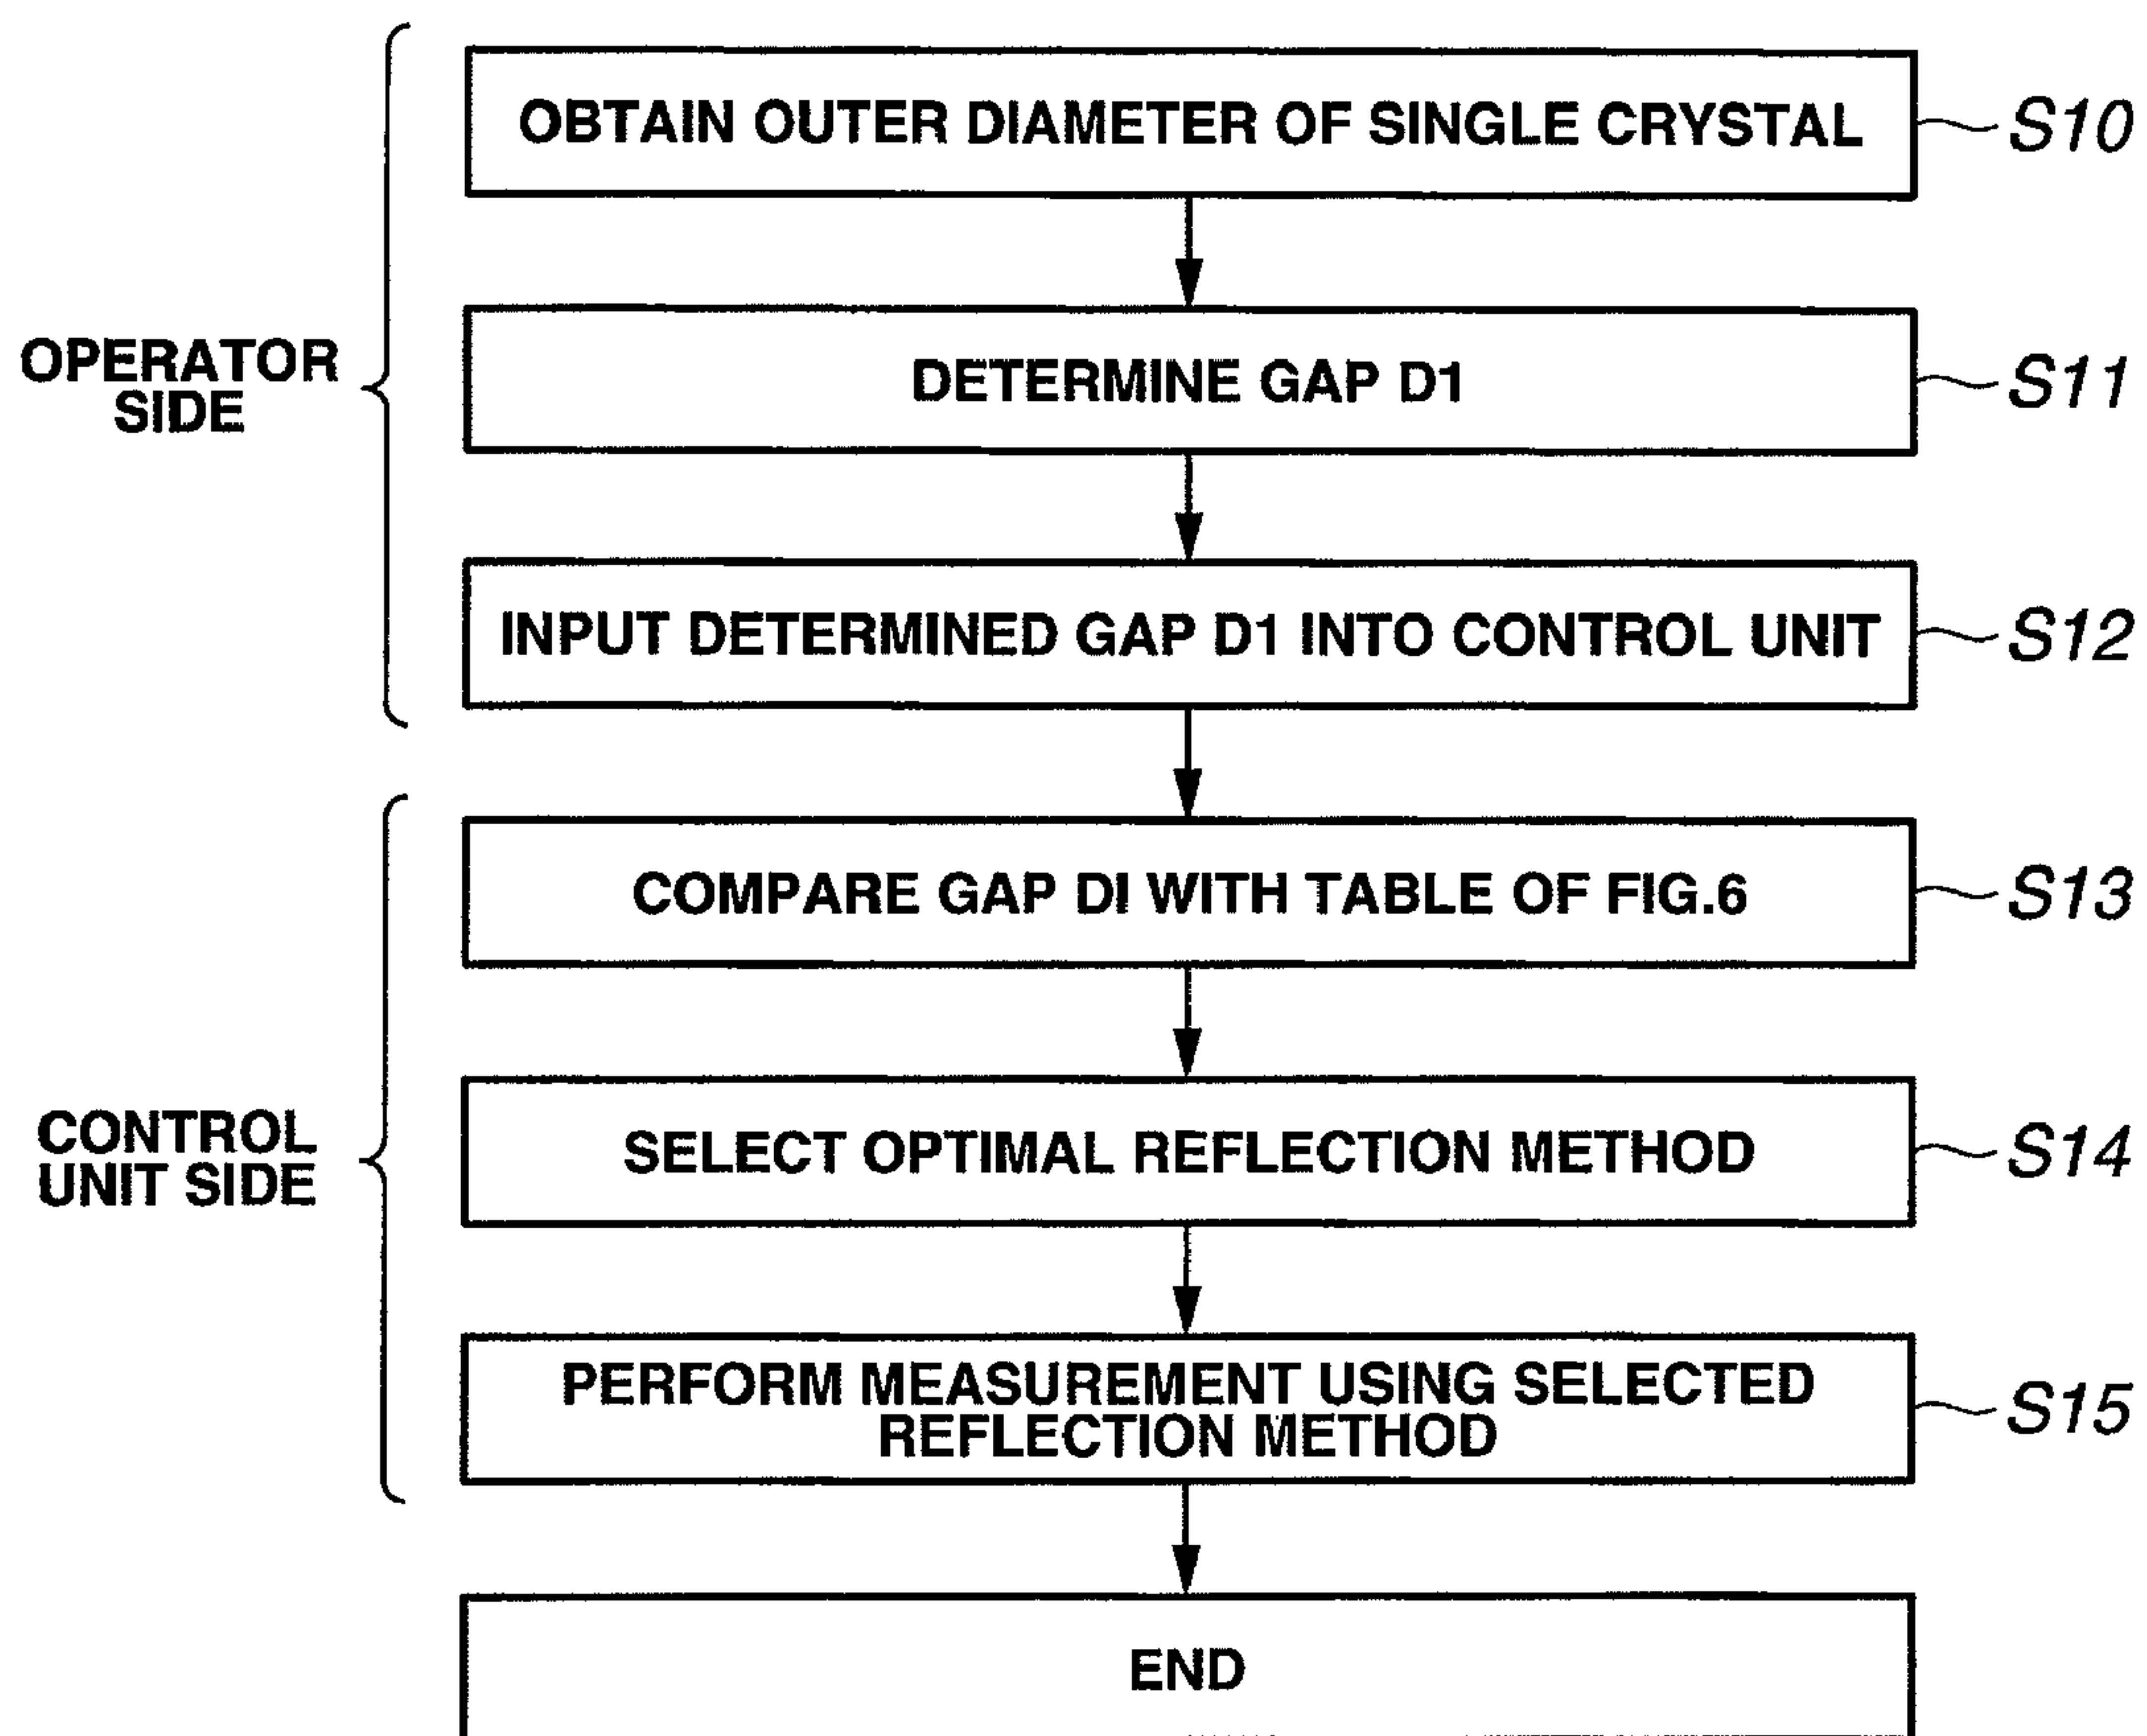 OBTAIN OUTER DIAMETER OF SINGLE CRYSTAL
S10
OPERATOR
SIDE
DETERMINE GAP D1
S11
INPUT DETERMINED GAP D1 INTO CONTROL UNIT
S12
COMPARE GAP DI WITH TABLE OF FIG.6
S13
CONTROL
UNIT SIDE
SELECT OPTIMAL REFLECTION METHOD
S14
PERFORM MEASUREMENT USING SELECTED
REFLECTION METHOD
S15
END